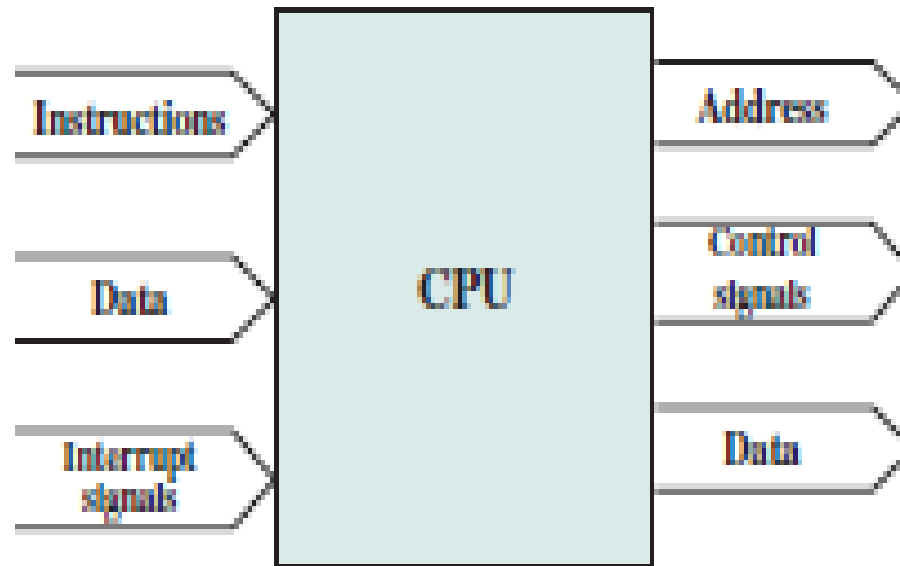 Instructions
Data
Interrupt
signals
CPU
Address
Control
signals
Data